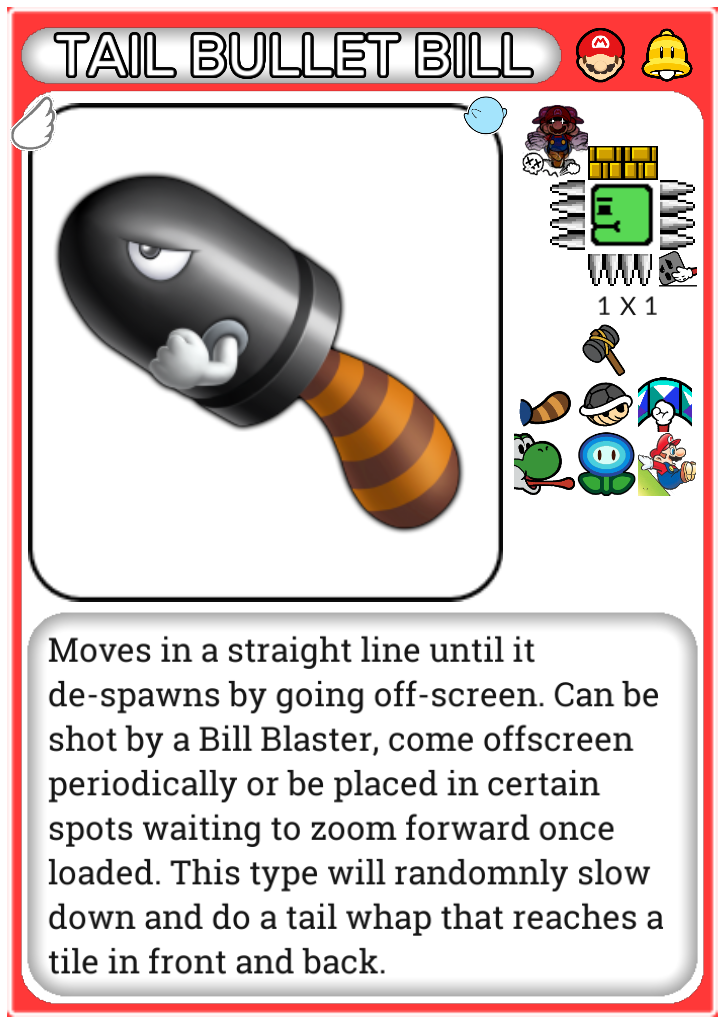 TAIL BULLET BILL
1 X 1
Moves in a straight line until it
de-spawns by going off-screen. Can be
shot by a Bill Blaster, come offscreen
periodically or be placed in certain
spots waiting to zoom forward once
loaded. This type will randomnly slow
down and do a tail whap that reaches a
tile in front and back.